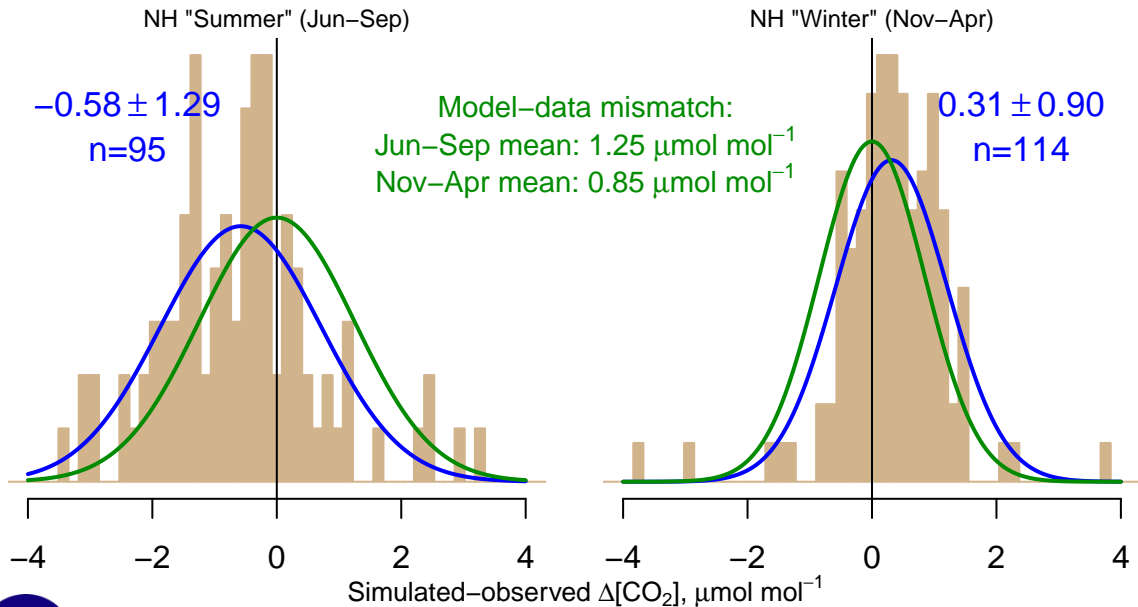 NH "Summer" (Jun−Sep)
NH "Winter" (Nov−Apr)
−0.58 ± 1.29
n=95
Model−data mismatch:
Jun−Sep mean: 1.25 μmol mol⁻¹
Nov−Apr mean: 0.85 μmol mol⁻¹
0.31 ± 0.90
n=114
−4 −2 0 2 4
−4 −2 0 2 4
Simulated−observed Δ[CO₂], μmol mol⁻¹